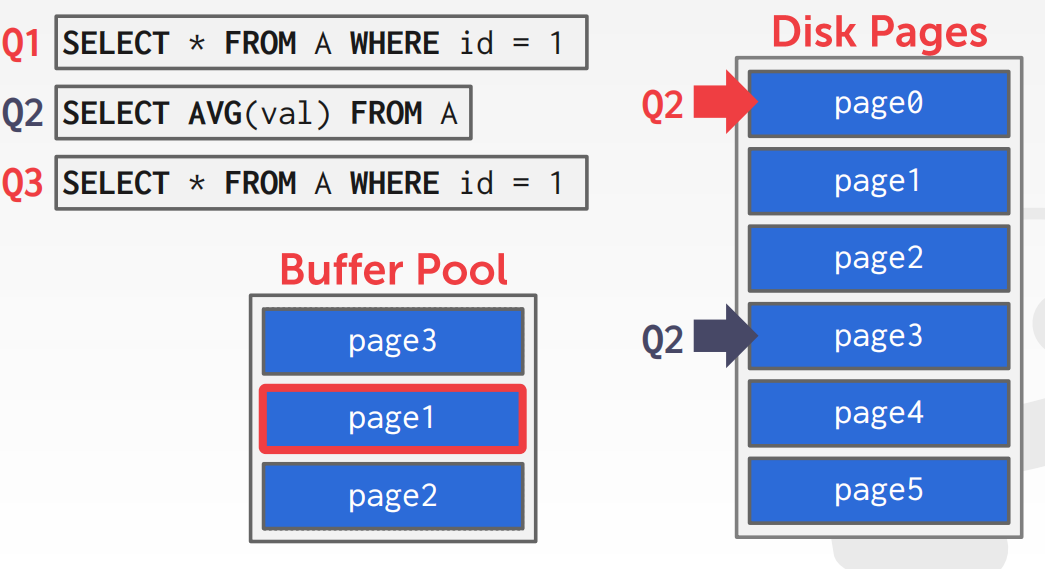 Q1 SELECT * FROM A WHERE id = 1
Q2 SELECT AVG(val) FROM A
Q3 SELECT * FROM A WHERE id = 1
Buffer Pool
page3
page1
page2
Disk Pages
Q2 page0
page1
page2
Q2 page3
page4
page5